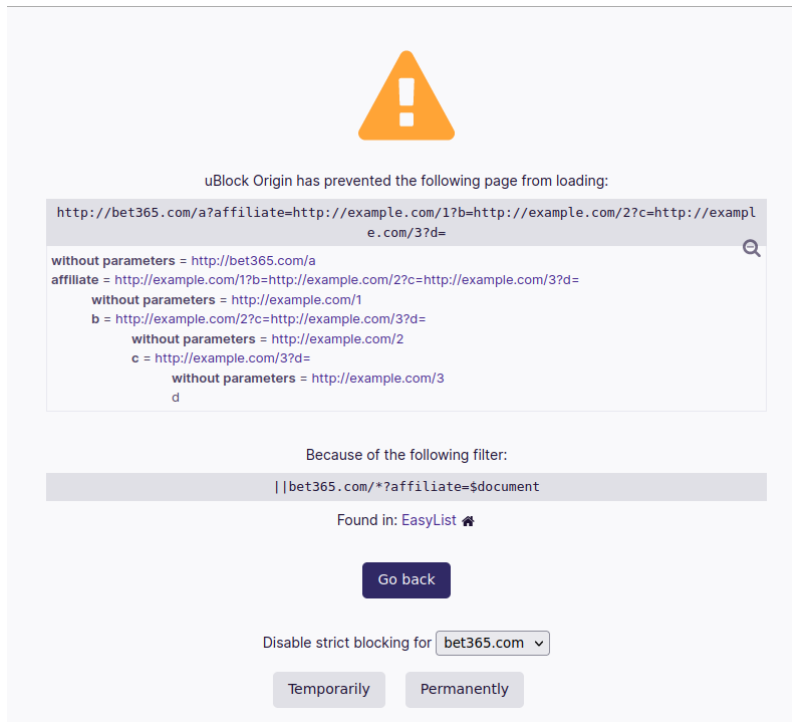 uBlock Origin has prevented the following page from loading:
http://bet365.com/a?affiliate=http://example.com/1?b=http://example.com/2?c=http://exampl
e.com/3?d=
without parameters = http://bet365.com/a
affiliate = http://example.com/1?b=http://example.com/2?c=http://example.com/3?d=
without parameters = http://example.com/1
b = http://example.com/2?c=http://example.com/3?d=
without parameters = http://example.com/2
c = http://example.com/3?d=
without parameters = http://example.com/3
d
Because of the following filter:
||bet365.com/*?affiliate=$document
Found in: EasyList
Go back
Disable strict blocking for bet365.com
Temporarily Permanently